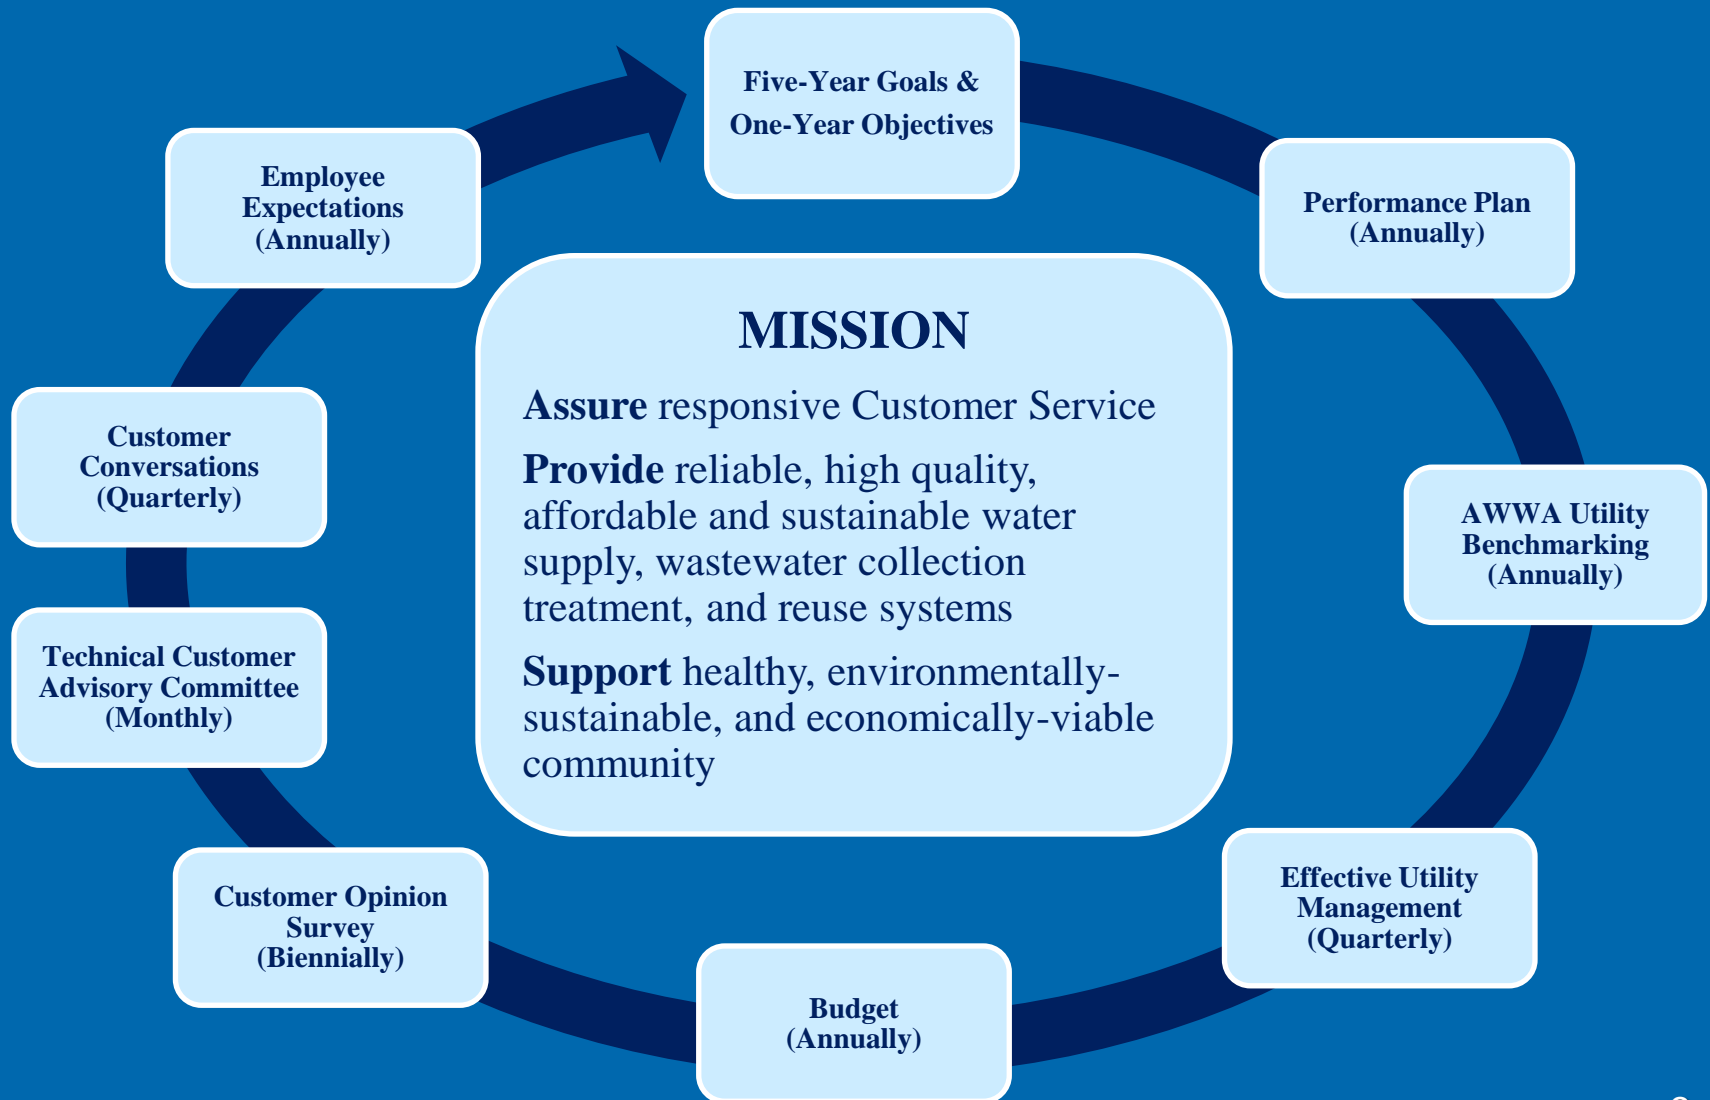 Five-Year Goals &
One-Year Objectives
Performance Plan
(Annually)
AWWA Utility
Benchmarking
(Annually)
Effective Utility
Management
(Quarterly)
Budget
(Annually)
Customer Opinion
Survey
(Biennially)
Technical Customer
Advisory Committee
(Monthly)
Customer
Conversations
(Quarterly)
Employee
Expectations
(Annually)
MISSION
Assure responsive Customer Service
Provide reliable, high quality,
affordable and sustainable water
supply, wastewater collection
treatment, and reuse systems
Support healthy, environmentally-
sustainable, and economically-viable
community